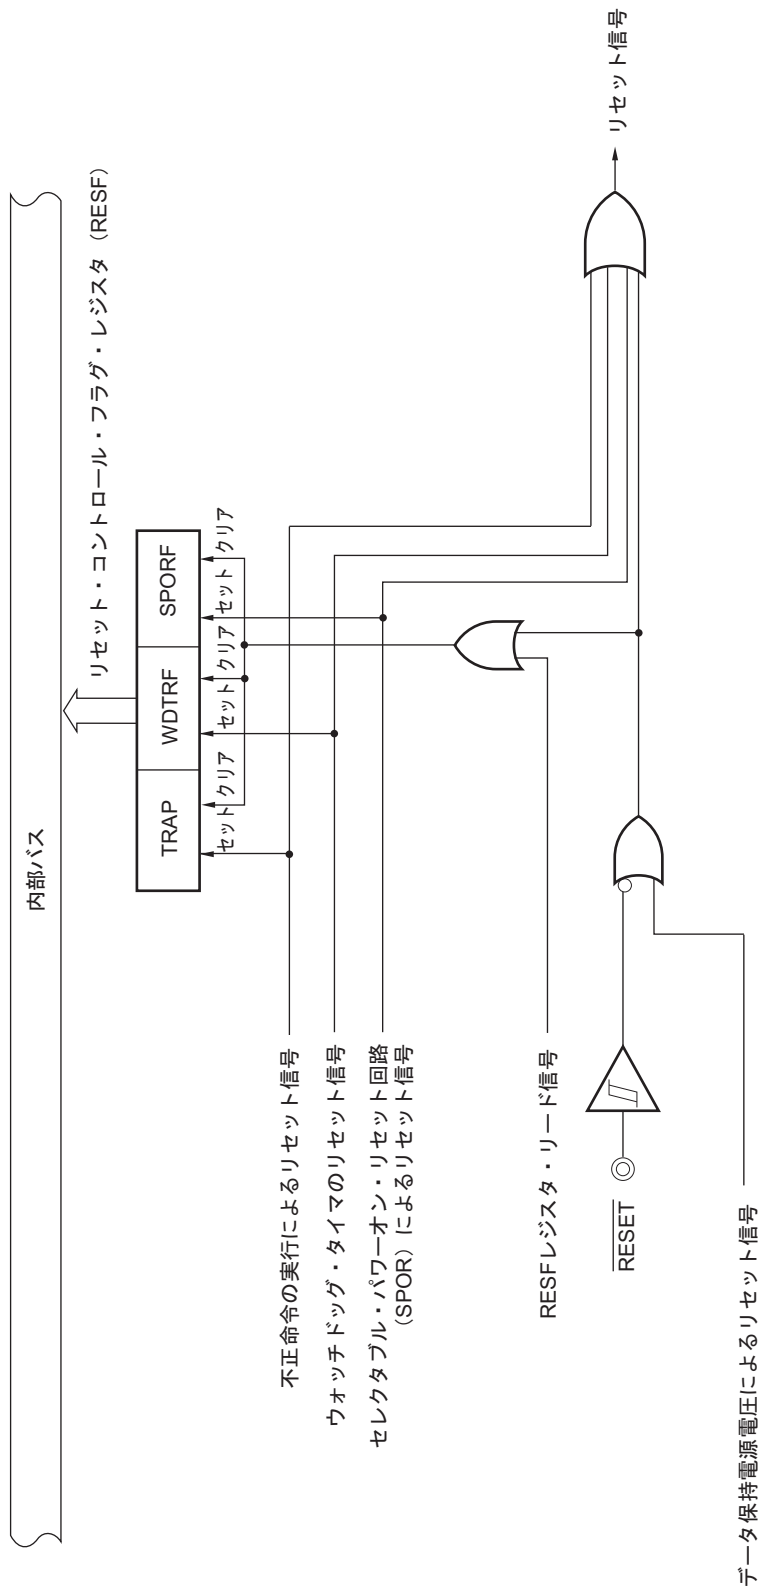 内部バス
リセット・コントロール・フラグ・レジスタ（RESF）
TRAP
WDTRF
SPORF
セット
クリア
セット
クリア
セット
クリア
不正命令の実行によるリセット信号
ウォッチドッグ・タイマのリセット信号
セレクタブル・パワーオン・リセット回路
（SPOR）によるリセット信号
RESFレジスタ・リード信号
RESET
データ保持電源電圧によるリセット信号
リセット信号